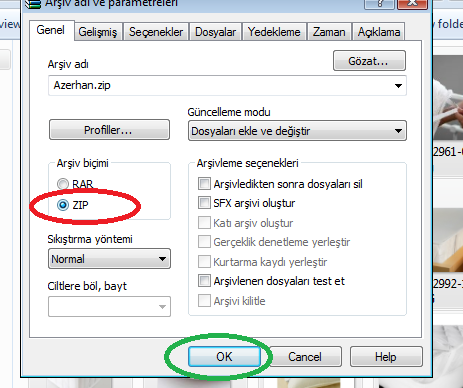 Arşiv adı ve parametreleri
view
Genel Gelişmiş Seçenekler Dosyalar Yedekleme Zaman Açıklama
folde
Arşiv adı
Gözat...
Azerhan.zip
Güncelleme modu
Profiller...
Dosyaları ekle ve değiştir
Arşiv biçimi
RAR
ZIP
Sıkıştırma yöntemi
Normal
Ciltlere böl, bayt
Arşivleme seçenekleri
Arşivledikten sonra dosyaları sil
SFX arşivi oluştur
Katı arşiv oluştur
Gerçeklik denetleme yerleştir
Kurtarma kaydı yerleştir
Arşivlenen dosyaları test et
Arşivi kilitle
OK Cancel Help
2961-
2992-